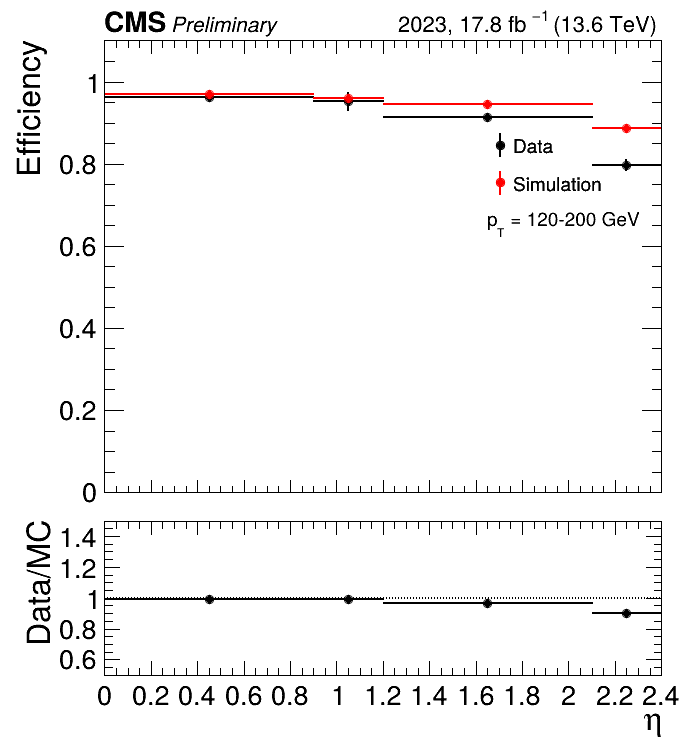 CMS Preliminary 2023, 17.8 fb⁻¹ (13.6 TeV)
Efficiency
1
0.8
0.6
0.4
0.2
0
Data
Simulation
p_T = 120-200 GeV
Data/MC
1.4
1.2
1
0.8
0.6
0 0.2 0.4 0.6 0.8 1 1.2 1.4 1.6 1.8 2 2.2 2.4
η